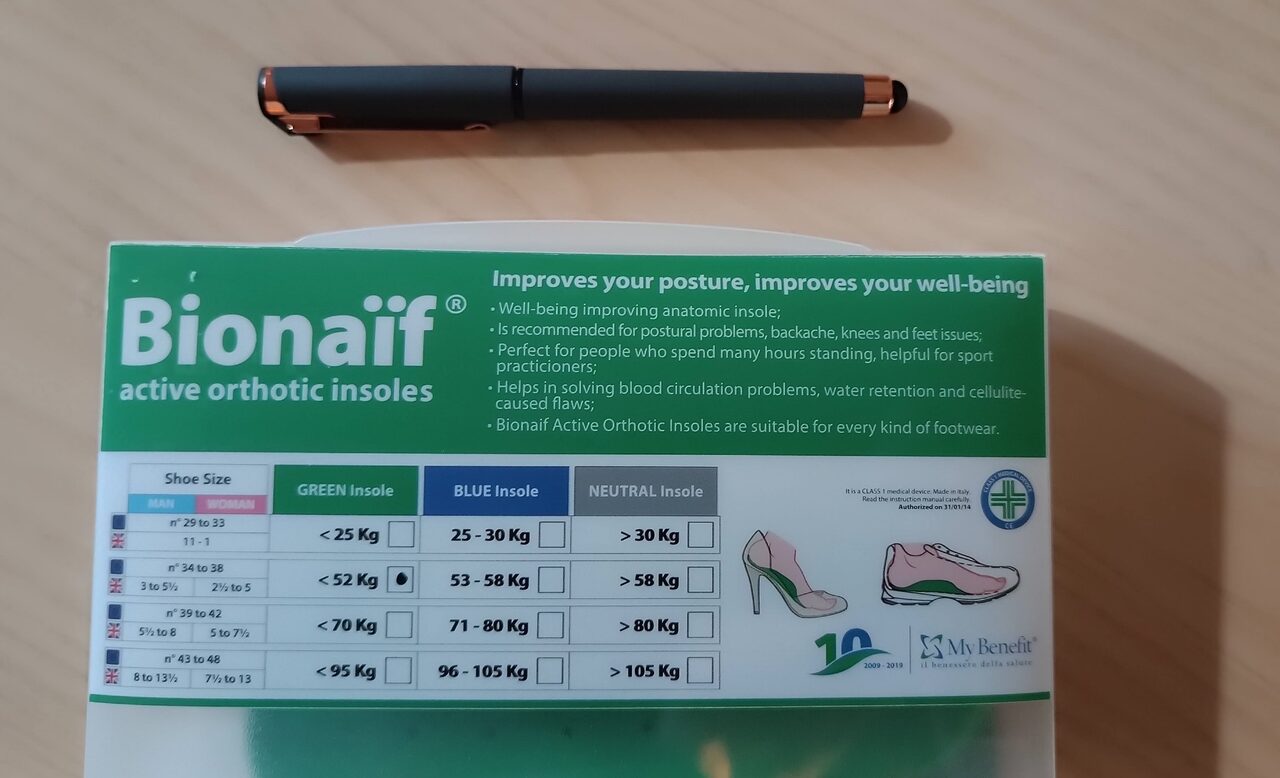 Bionaïf®
active orthotic insoles
Improves your posture, improves your well-being
• Well-being improving anatomic insole;
• Is recommended for postural problems, backache, knees and feet issues;
• Perfect for people who spend many hours standing, helpful for sport
practicioners;
• Helps in solving blood circulation problems, water retention and cellulite-
caused flaws;
• Bionaif Active Orthotic Insoles are suitable for every kind of footwear.
Shoe Size GREEN Insole BLUE Insole NEUTRAL Insole
MAN WOMAN
n° 29 to 33
11 - 1
< 25 Kg 25 - 30 Kg > 30 Kg
n° 34 to 38
3 to 5½ 2½ to 5
< 52 Kg 53 - 58 Kg > 58 Kg
n° 39 to 42
5½ to 8 5 to 7½
< 70 Kg 71 - 80 Kg > 80 Kg
n° 43 to 48
8 to 13½ 7½ to 13
< 95 Kg 96 - 105 Kg > 105 Kg
It is a CLASS 1 medical device. Made in Italy.
Read the instruction manual carefully.
Authorized on 31/01/14
CLASS 1 MEDICAL DEVICE
CE
10
2009 - 2019
My Benefit®
il benessere della salute